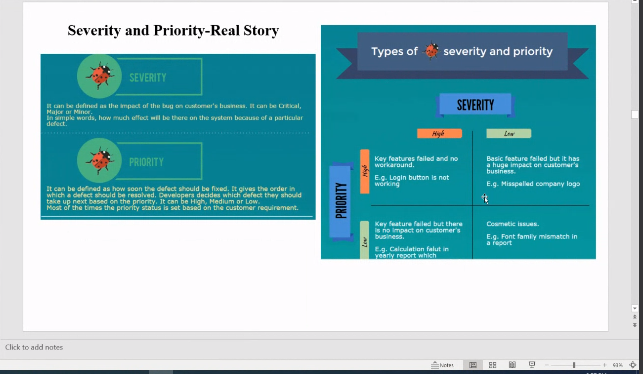 Severity and Priority-Real Story
SEVERITY
It can be defined as the impact of the bug on customer's business. It can be Critical,
Major or Minor.
In simple words, how much effect will be there on the system because of a particular
defect.
PRIORITY
It can be defined as how soon the defect should be fixed. It gives the order in
which a defect should be resolved. Developers decides which defect they should
take up next based on the priority. It can be High, Medium or Low.
Most of the times the priority status is set based on the customer requirement.
Types of severity and priority
SEVERITY
High
Low
PRIORITY
High
Key features failed and no
workaround.
E.g. Login button is not
working
Basic feature failed but it has
a huge impact on customer's
business.
E.g. Misspelled company logo
Low
Key feature failed but there
is no impact on customer's
business.
E.g. Calculation falut in
yearly report which
Cosmetic issues.
E.g. Font family mismatch in
a report
Click to add notes
Notes